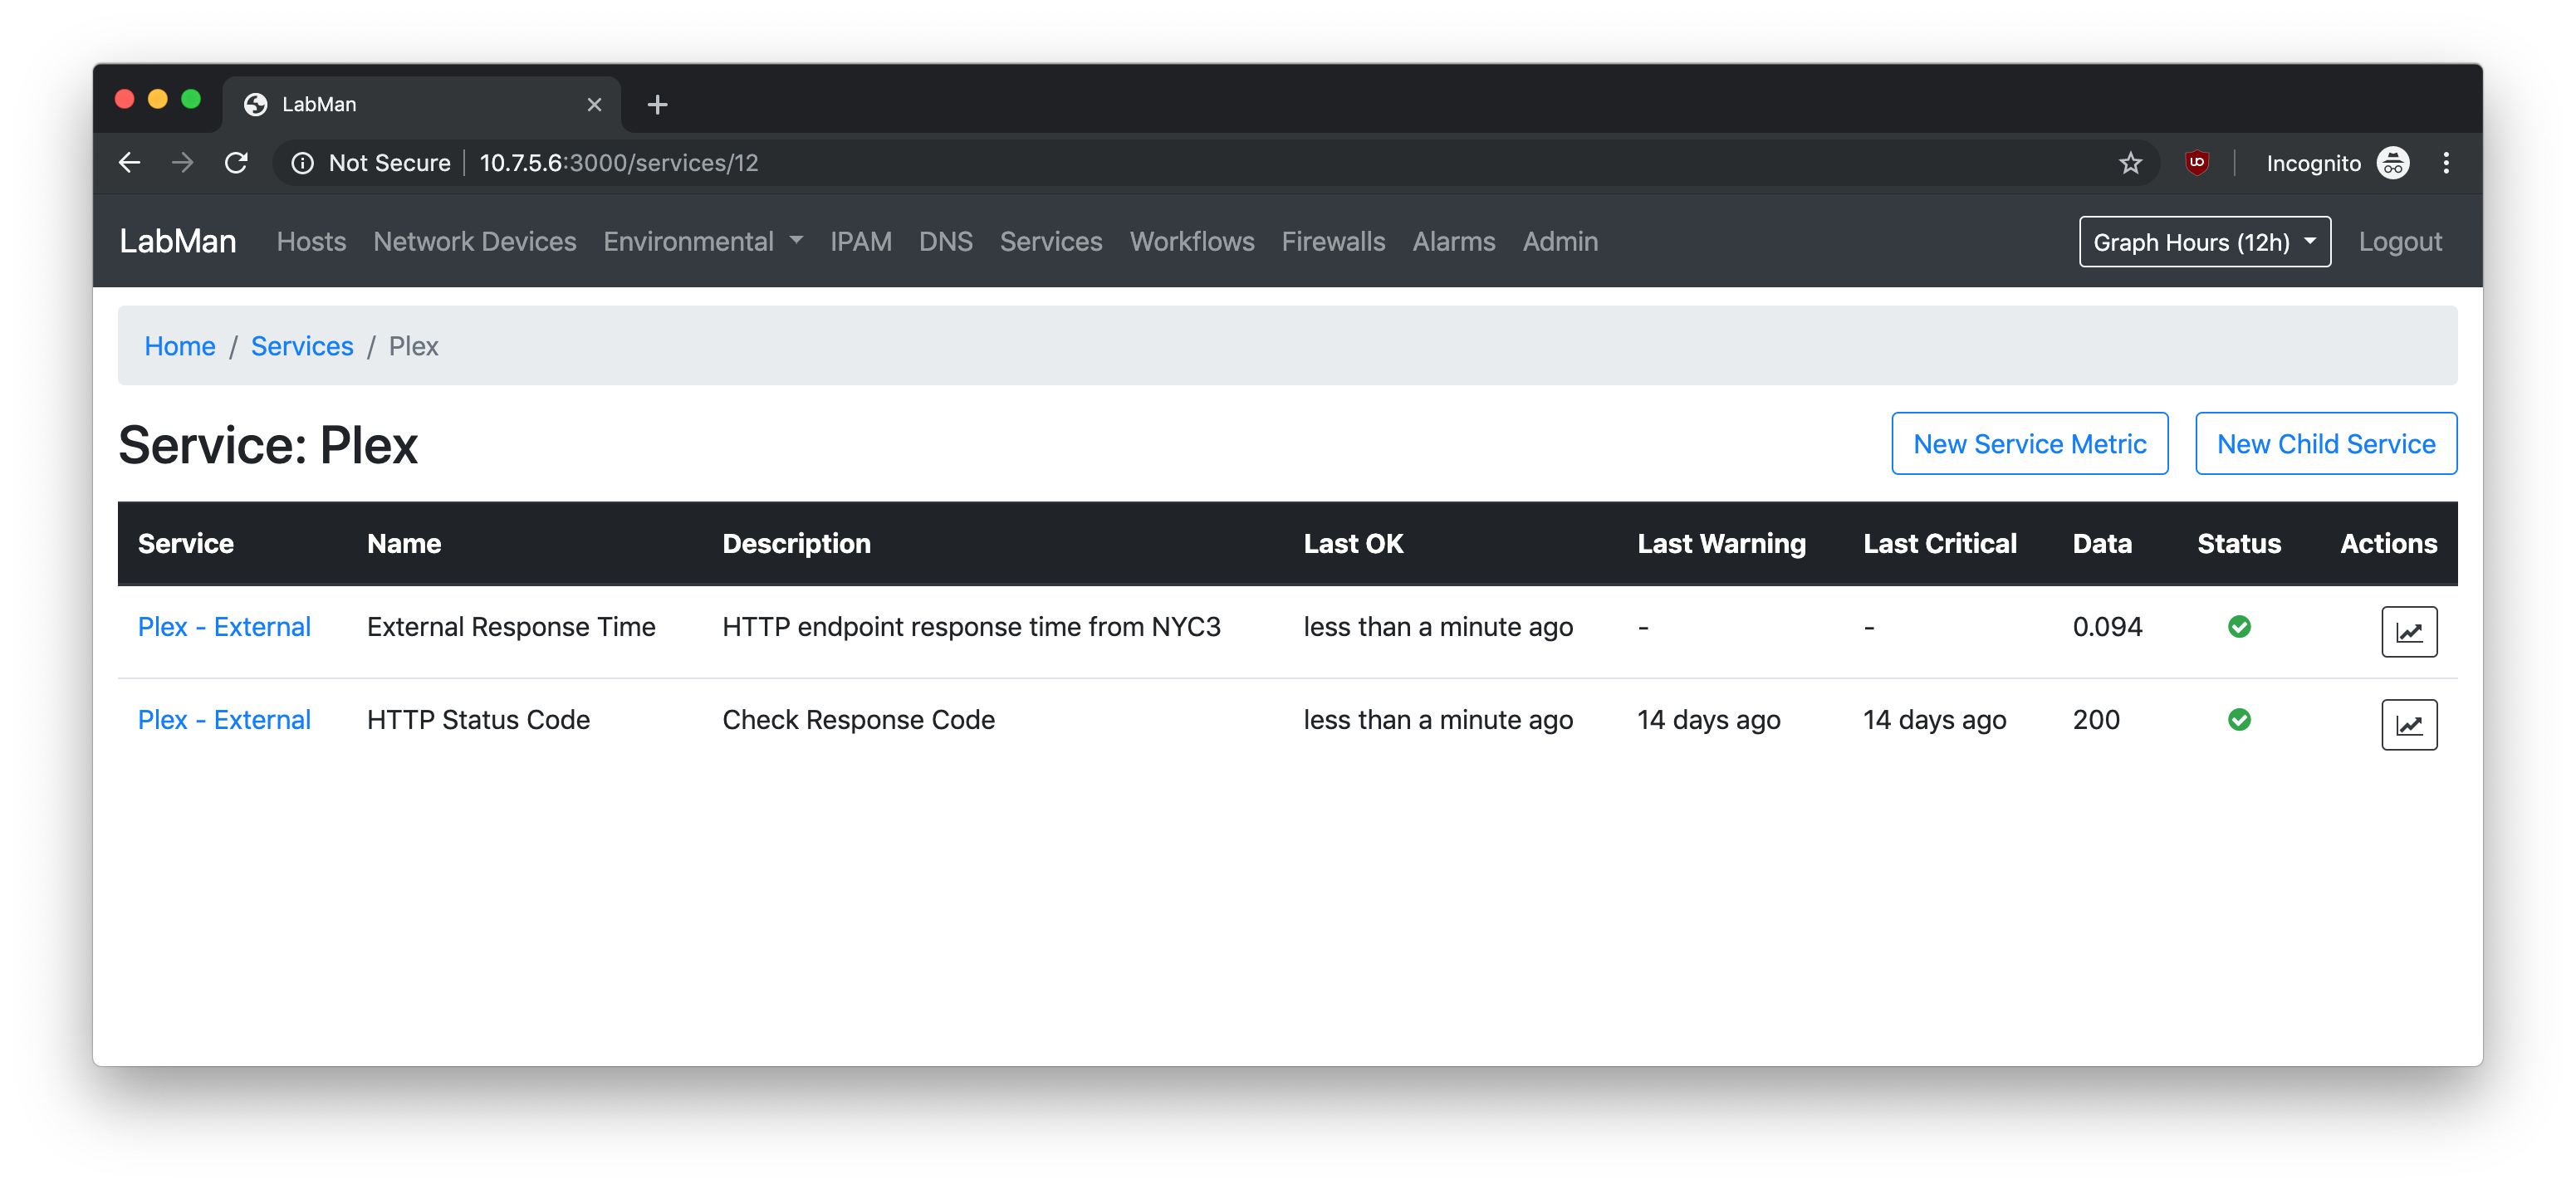 LabMan
Not Secure 10.7.5.6:3000/services/12 Incognito
LabMan Hosts Network Devices Environmental IPAM DNS Services Workflows Firewalls Alarms Admin Graph Hours (12h) Logout
Home / Services / Plex
Service: Plex New Service Metric New Child Service
Service Name Description Last OK Last Warning Last Critical Data Status Actions
Plex - External External Response Time HTTP endpoint response time from NYC3 less than a minute ago - - 0.094
Plex - External HTTP Status Code Check Response Code less than a minute ago 14 days ago 14 days ago 200